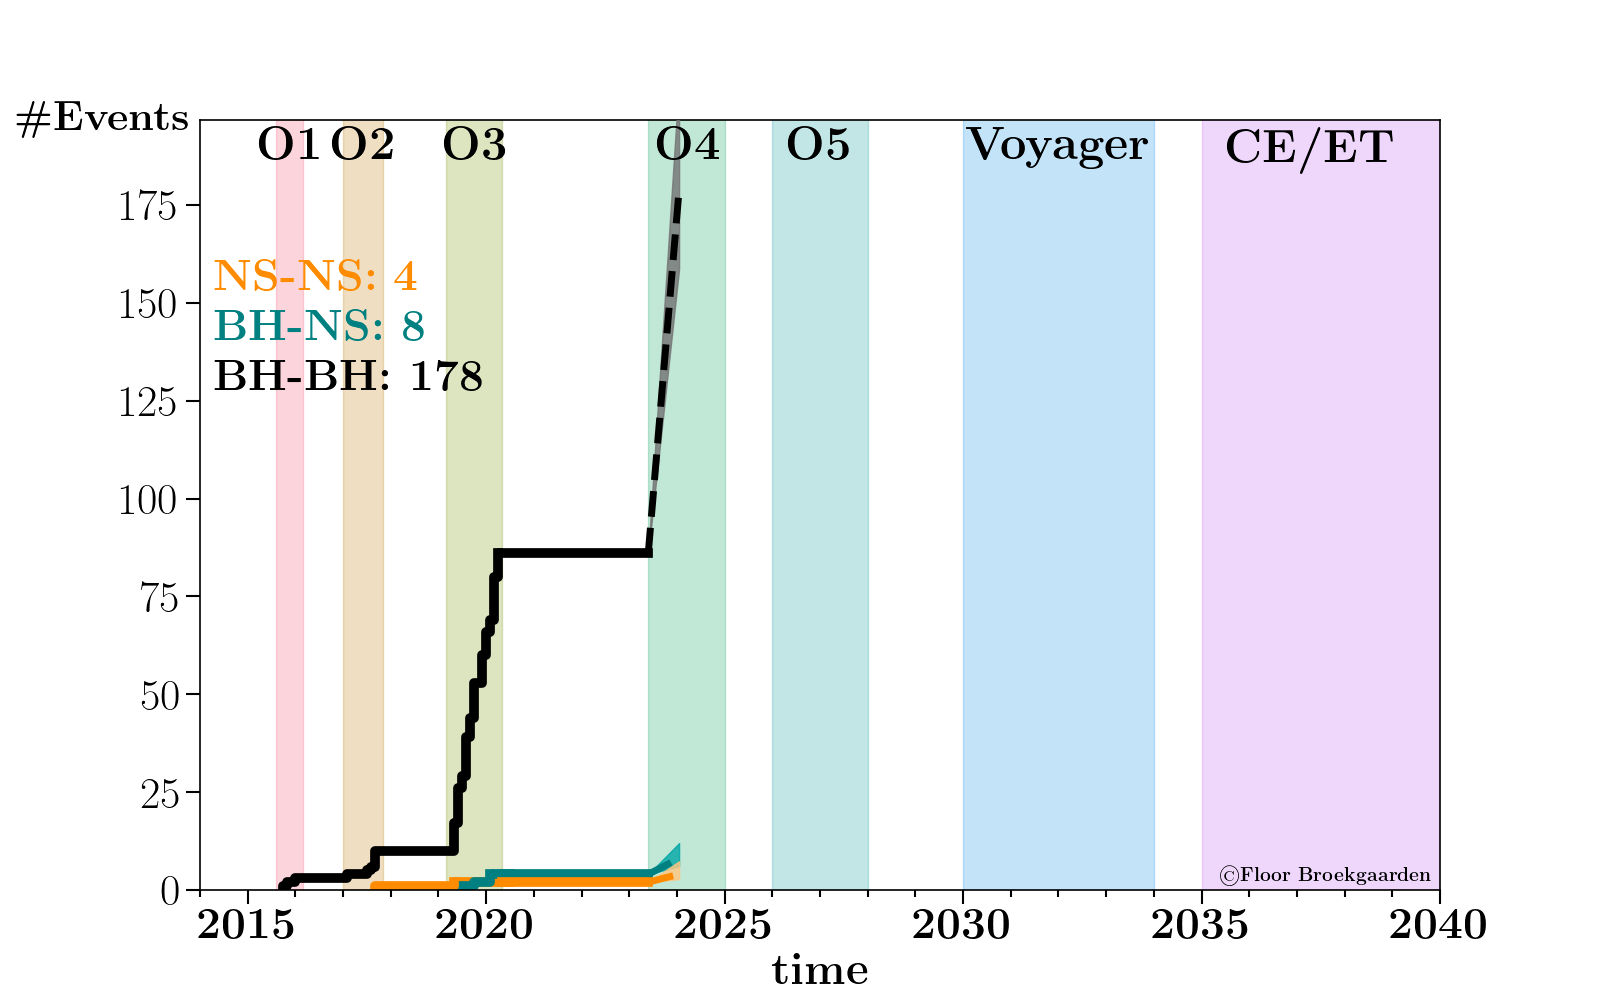 #Events
O1 O2 O3 O4 O5 Voyager CE/ET
175
150
125
100
75
50
25
0
NS-NS: 4
BH-NS: 8
BH-BH: 178
©Floor Broekgaarden
2015 2020 2025 2030 2035 2040
time